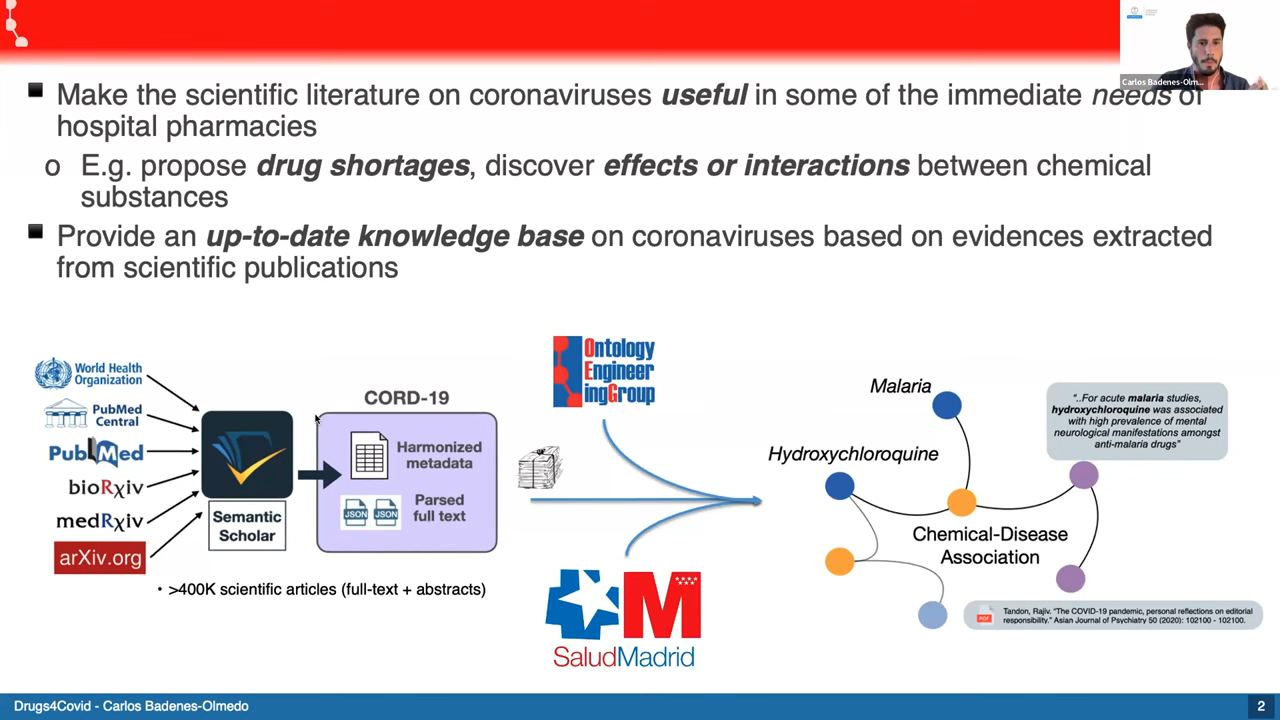 Carlos Badenes-Olm...
Make the scientific literature on coronaviruses useful in some of the immediate needs of
hospital pharmacies
o E.g. propose drug shortages, discover effects or interactions between chemical
substances
Provide an up-to-date knowledge base on coronaviruses based on evidences extracted
from scientific publications
World Health
Organization
PubMed
Central
PubMed
bioRxiv
medRxiv
arXiv.org
Semantic
Scholar
CORD-19
Harmonized
metadata
JSON JSON
Parsed
full text
• >400K scientific articles (full-text + abstracts)
Ontology
Engineer
ingGroup
M
SaludMadrid
Malaria
Hydroxychloroquine
Chemical-Disease
Association
“..For acute malaria studies,
hydroxychloroquine was associated
with high prevalence of mental
neurological manifestations amongst
anti-malaria drugs”
PDF
Tandon, Rajiv. "The COVID-19 pandemic, personal reflections on editorial
responsibility." Asian Journal of Psychiatry 50 (2020): 102100 - 102100.
Drugs4Covid - Carlos Badenes-Olmedo
2